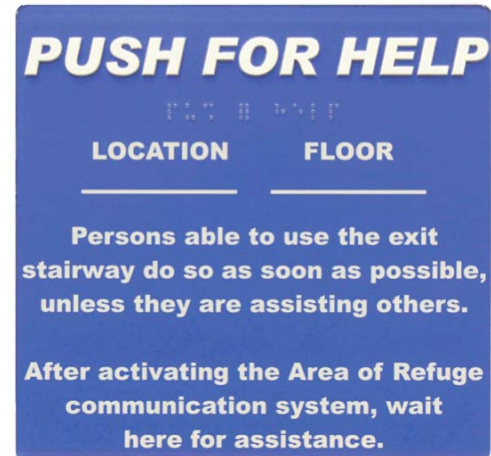 PUSH FOR HELP
LOCATION FLOOR
Persons able to use the exit
stairway do so as soon as possible,
unless they are assisting others.
After activating the Area of Refuge
communication system, wait
here for assistance.